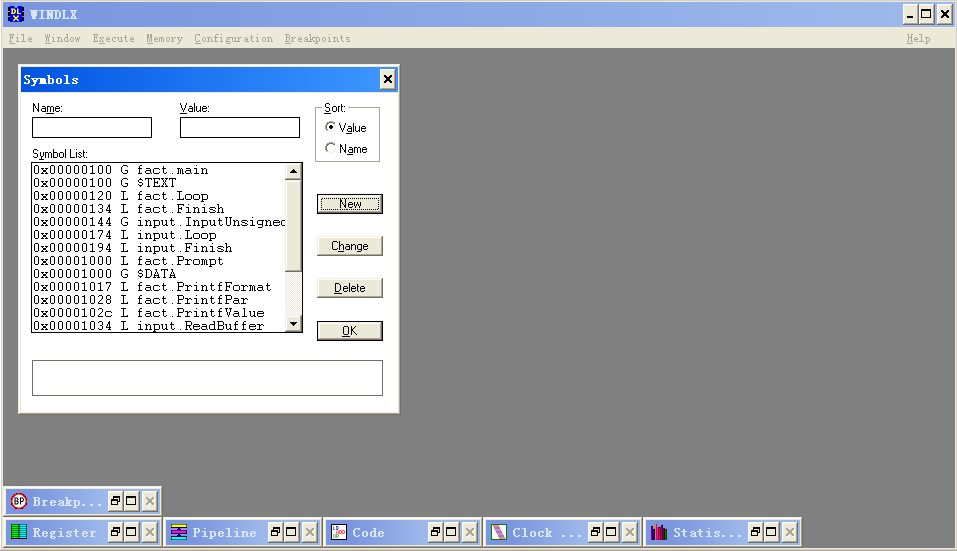 WINDLX
File Window Execute Memory Configuration Breakpoints Help
Symbols
Name: Value: Sort:
Value
Name
Symbol List:
0x00000100 G fact.main
0x00000100 G $TEXT
0x00000120 L fact.Loop
0x00000134 L fact.Finish
0x00000144 G input.InputUnsigned
0x00000174 L input.Loop
0x00000194 L input.Finish
0x00001000 L fact.Prompt
0x00001000 G $DATA
0x00001017 L fact.PrintfFormat
0x00001028 L fact.PrintfPar
0x0000102c L fact.PrintfValue
0x00001034 L input.ReadBuffer
New
Change
Delete
OK
BP Breakp...
Register Pipeline Code Clock ... Statis...